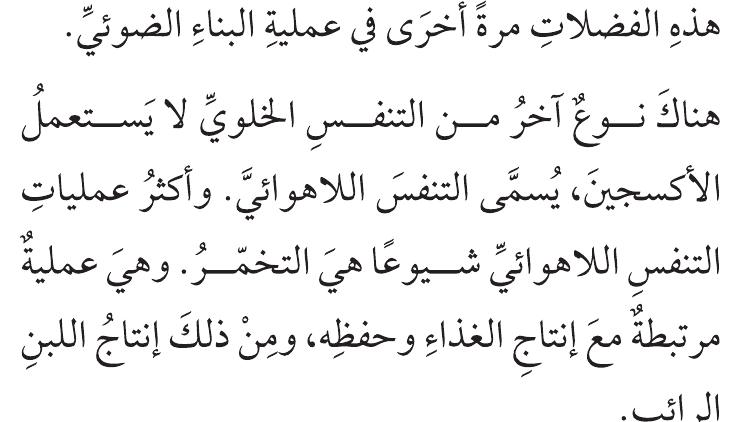 هذهِ الفضلاتِ مرةً أخرَى في عمليةِ البناءِ الضوئيِّ.
هناكَ نوعٌ آخرُ من التنفسِ الخلويِّ لا يَستعملُ
الأكسجينَ، يُسمَّى التنفسَ اللاهوائيَّ. وأكثرُ عملياتِ
التنفسِ اللاهوائيِّ شيوعًا هيَ التخمّرُ. وهيَ عمليةٌ
مرتبطةٌ معَ إنتاجِ الغذاءِ وحفظِه، ومِنْ ذلكَ إنتاجُ اللبنِ
الرائب.